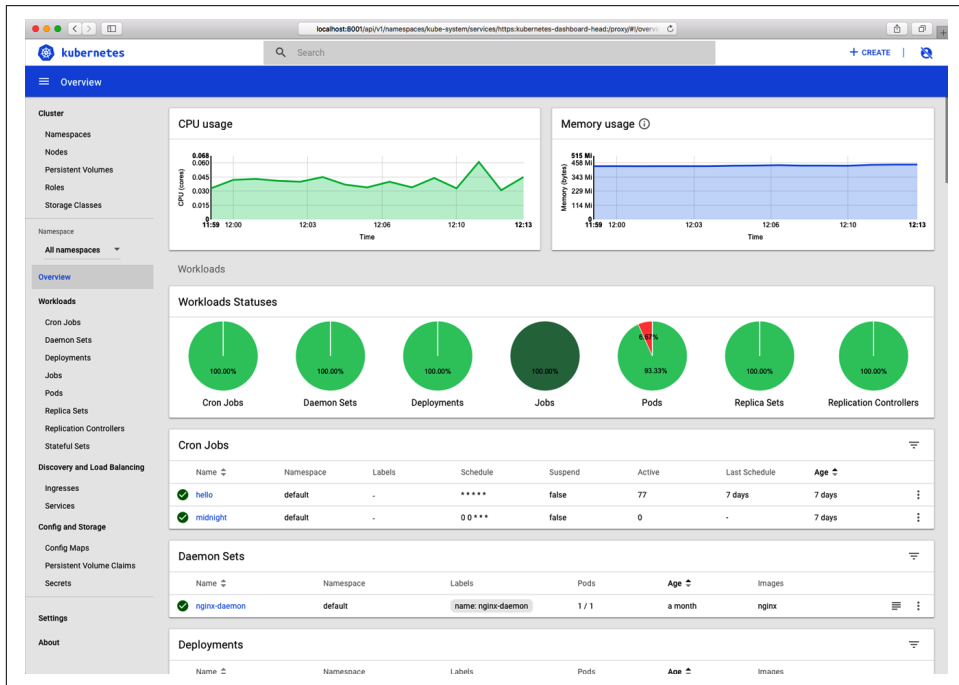 localhost:8001/api/v1/namespaces/kube-system/services/https:kubernetes-dashboard-head:/proxy/#!/overvi
kubernetes
Search
+ CREATE
Overview
Cluster
Namespaces
Nodes
Persistent Volumes
Roles
Storage Classes
Namespace
All namespaces
Overview
Workloads
Cron Jobs
Daemon Sets
Deployments
Jobs
Pods
Replica Sets
Replication Controllers
Stateful Sets
Discovery and Load Balancing
Ingresses
Services
Config and Storage
Config Maps
Persistent Volume Claims
Secrets
Settings
About
CPU usage
CPU (cores)
0.068
0.060
0.045
0.030
0.015
0
11:59 12:00 12:03 12:06 12:10 12:13
Time
Memory usage
Memory (bytes)
515 Mi
458 Mi
343 Mi
229 Mi
114 Mi
0
11:59 12:00 12:03 12:06 12:10 12:13
Time
Workloads
Workloads Statuses
6.67%
100.00% 100.00% 100.00% 100.00% 93.33% 100.00% 100.00%
Cron Jobs Daemon Sets Deployments Jobs Pods Replica Sets Replication Controllers
Cron Jobs
Name Namespace Labels Schedule Suspend Active Last Schedule Age
hello default - * * * * * false 77 7 days 7 days
midnight default - 0 0 * * * false 0 - 7 days
Daemon Sets
Name Namespace Labels Pods Age Images
nginx-daemon default name: nginx-daemon 1 / 1 a month nginx
Deployments
Name Namespace Labels Pods Age Images